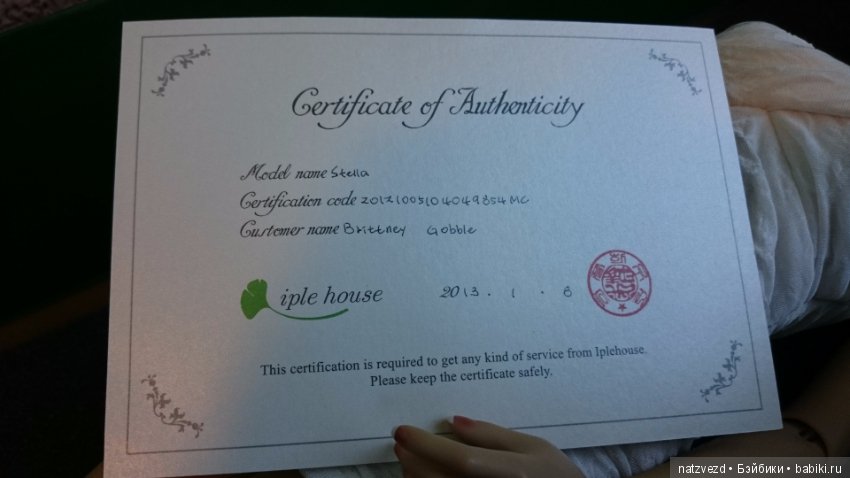 Certificate of Authenticity
Model name Stella
Certification code 20121005104049854MC
Customer name Brittney Gobble
iple house 2013 . 1 . 8
This certification is required to get any kind of service from Iplehouse.
Please keep the certificate safely.
natzvezd • Бэйбики • babiki.ru